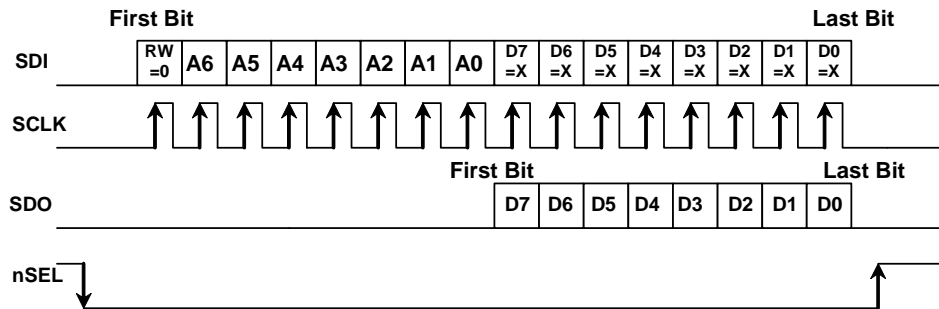 First Bit Last Bit
SDI RW =0 A6 A5 A4 A3 A2 A1 A0 D7 =X D6 =X D5 =X D4 =X D3 =X D2 =X D1 =X D0 =X
SCLK
First Bit Last Bit
SDO D7 D6 D5 D4 D3 D2 D1 D0
nSEL